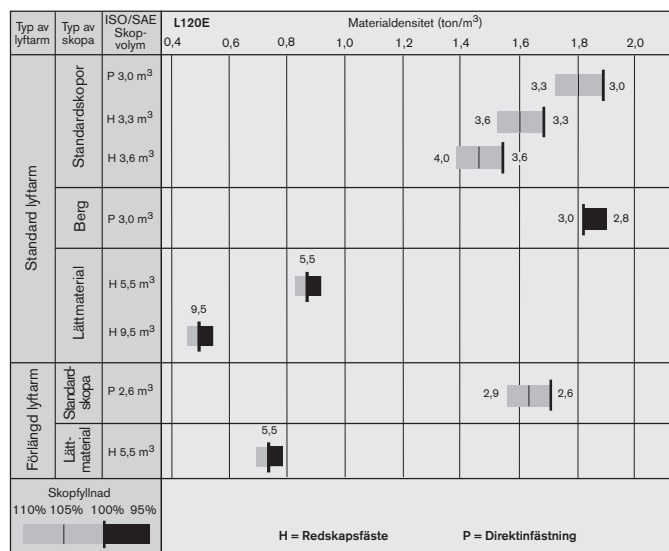 Typ av lyftarm
Typ av skopa
ISO/SAE Skop-volym
L120E
Materialdensitet (ton/m³)
0,4 0,6 0,8 1,0 1,2 1,4 1,6 1,8 2,0
Standard lyftarm
Standardskopor
P 3,0 m³
3,3 3,0
H 3,3 m³
3,6 3,3
H 3,6 m³
4,0 3,6
Berg
P 3,0 m³
3,0 2,8
Lättmaterial
H 5,5 m³
5,5
H 9,5 m³
9,5
Förlängd lyftarm
Standard-
skopa
P 2,6 m³
2,9 2,6
Lätt-
material
H 5,5 m³
5,5
Skopfyllnad
110% 105% 100% 95%
H = Redskapsfäste P = Direktinfästning